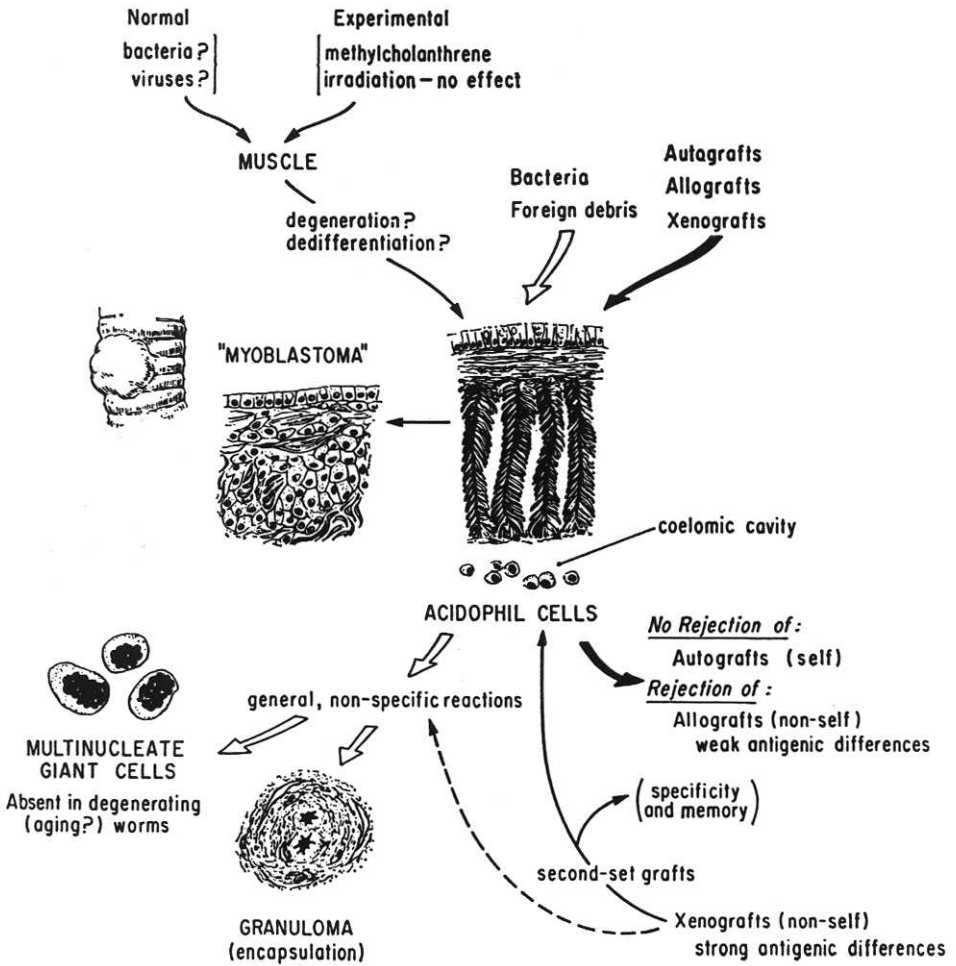 Normal
bacteria?
viruses?
Experimental
methylcholanthrene
irradiation – no effect
MUSCLE
degeneration?
dedifferentiation?
Bacteria
Foreign debris
Autografts
Allografts
Xenografts
"MYOBLASTOMA"
coelomic cavity
ACIDOPHIL CELLS
No Rejection of:
Autografts (self)
Rejection of:
Allografts (non-self)
weak antigenic differences
general, non-specific reactions
MULTINUCLEATE
GIANT CELLS
Absent in degenerating
(aging?) worms
(specificity
and memory)
second-set grafts
GRANULOMA
(encapsulation)
Xenografts (non-self)
strong antigenic differences